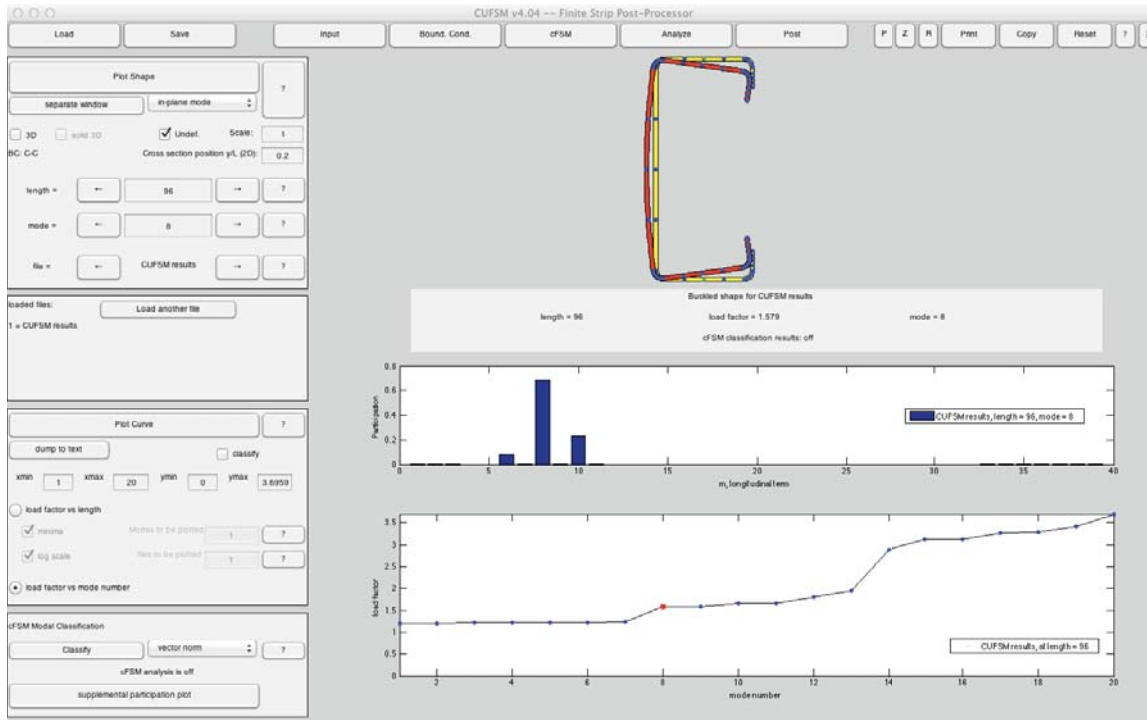 CUFSM v4.04 -- Finite Strip Post-Processor
Load Save Input Bound. Cond. cFSM Analyze Post P Z R Print Copy Reset ?
Plot Shape ?
separate window in-plane mode
3D solid 3D Undef. Scale: 1
BC: C-C Cross section position y/L (2D): 0.2
length = ← 96 → ?
mode = ← 8 → ?
file = ← CUFSM results → ?
loaded files: Load another file
1 = CUFSM results
Plot Curve ?
dump to text classify
xmin 1 xmax 20 ymin 0 ymax 3.6959
load factor vs length
minima Modes to be plotted 1 ?
log scale files to be plotted 1 ?
load factor vs mode number
cFSM Modal Classification
Classify vector norm ?
cFSM analysis is off
supplemental participation plot
Buckled shape for CUFSM results
length = 96 load factor = 1.579 mode = 8
cFSM classification results: off
0.8
0.6
0.4
0.2
0
Participation
CUFSM results, length = 96, mode = 8
0 5 10 15 20 25 30 35 40
m, longitudinal term
3.5
3
2.5
2
1.5
1
0.5
0
load factor
CUFSM results, at length = 96
2 4 6 8 10 12 14 16 18 20
mode number